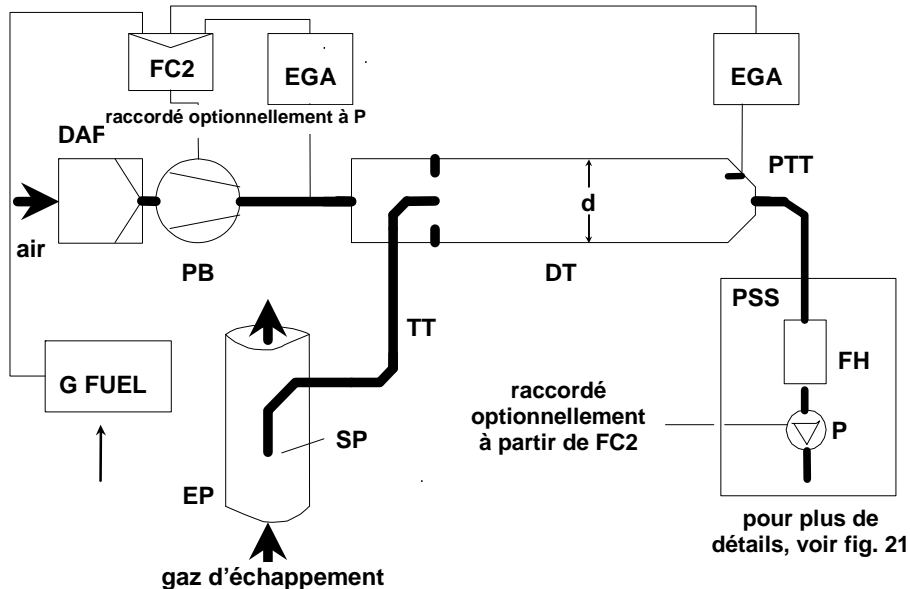 FC2
EGA
EGA
raccordé optionnellement à P
DAF
PTT
d
air
PB
DT
PSS
TT
FH
G FUEL
raccordé
optionnellement
à partir de FC2
P
SP
EP
pour plus de
détails, voir fig. 21
gaz d'échappement